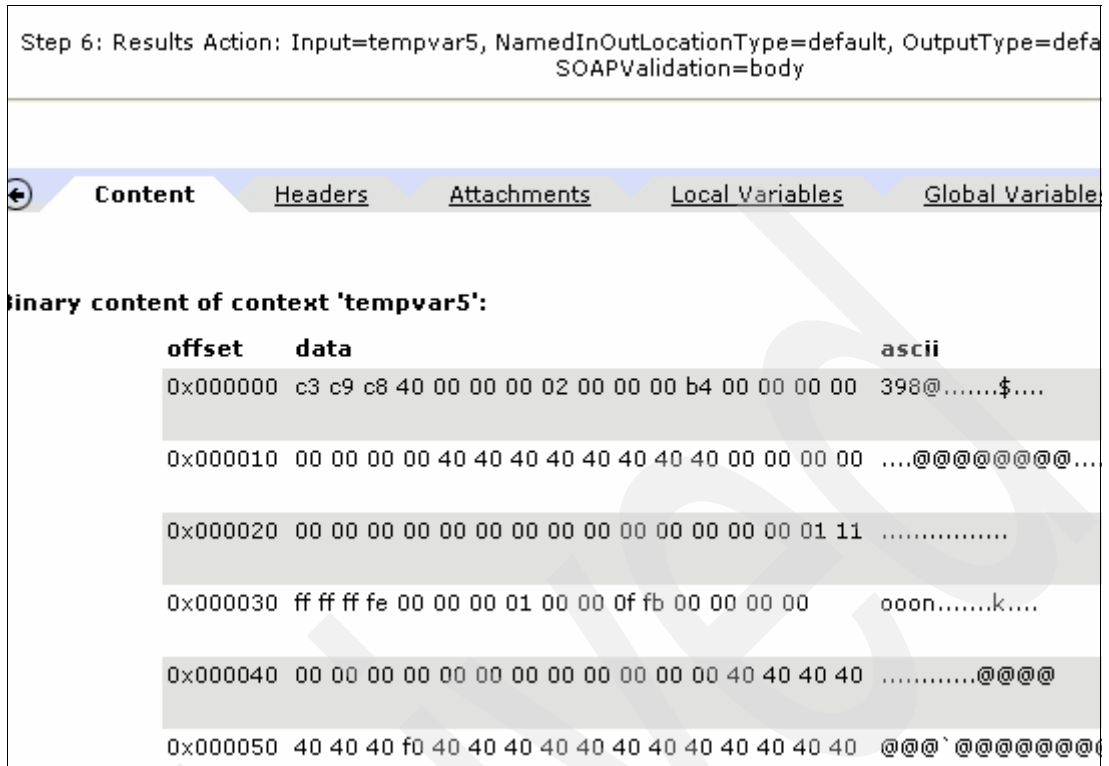 Step 6: Results Action: Input=tempvar5, NamedInOutLocationType=default, OutputType=defa
SOAPValidation=body
Content Headers Attachments Local Variables Global Variables
Binary content of context 'tempvar5':
offset data ascii
0x000000 c3 c9 c8 40 00 00 00 02 00 00 00 b4 00 00 00 00 398@.......$....
0x000010 00 00 00 00 40 40 40 40 40 40 40 40 00 00 00 00 ....@@@@@@@@....
0x000020 00 00 00 00 00 00 00 00 00 00 00 00 00 00 01 11 ................
0x000030 ff ff ff fe 00 00 00 01 00 00 0f fb 00 00 00 00 ooon.......k....
0x000040 00 00 00 00 00 00 00 00 00 00 00 00 40 40 40 40 ............@@@@
0x000050 40 40 40 f0 40 40 40 40 40 40 40 40 40 40 40 40 @@@`@@@@@@@@